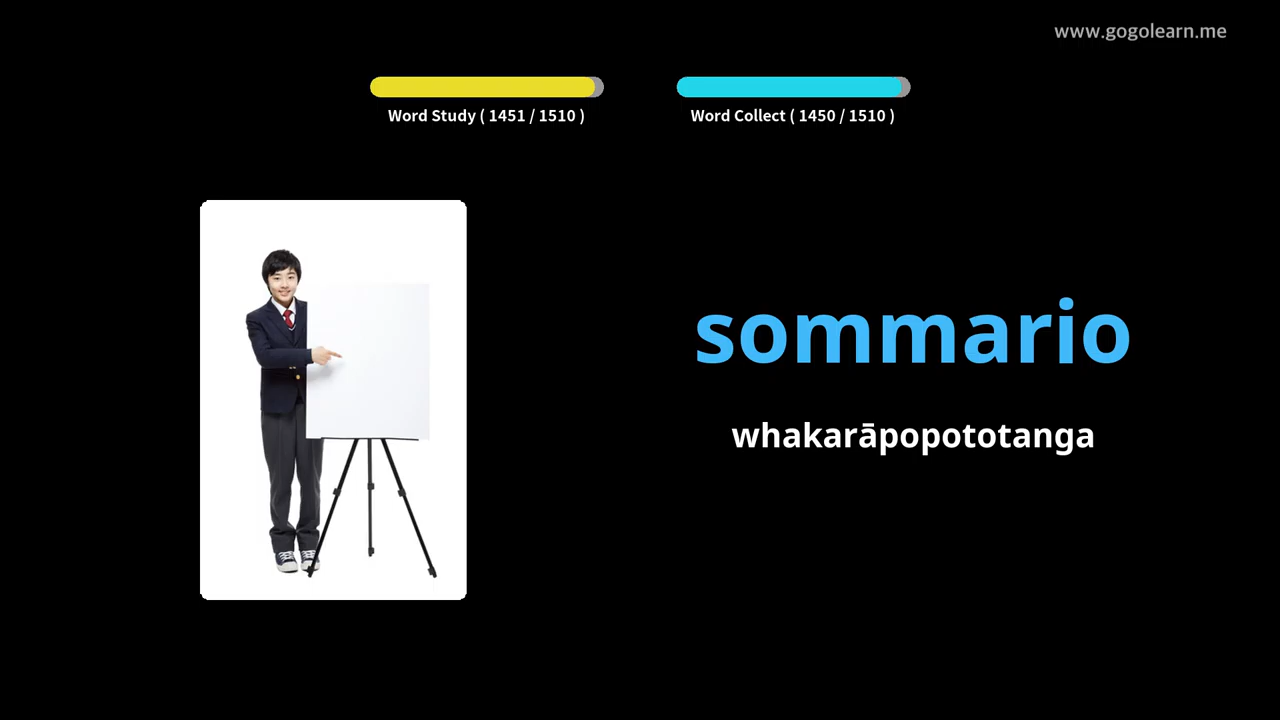 www.gogolearn.me
Word Study ( 1451 / 1510 )
Word Collect ( 1450 / 1510 )
sommario
whakarāpopototanga